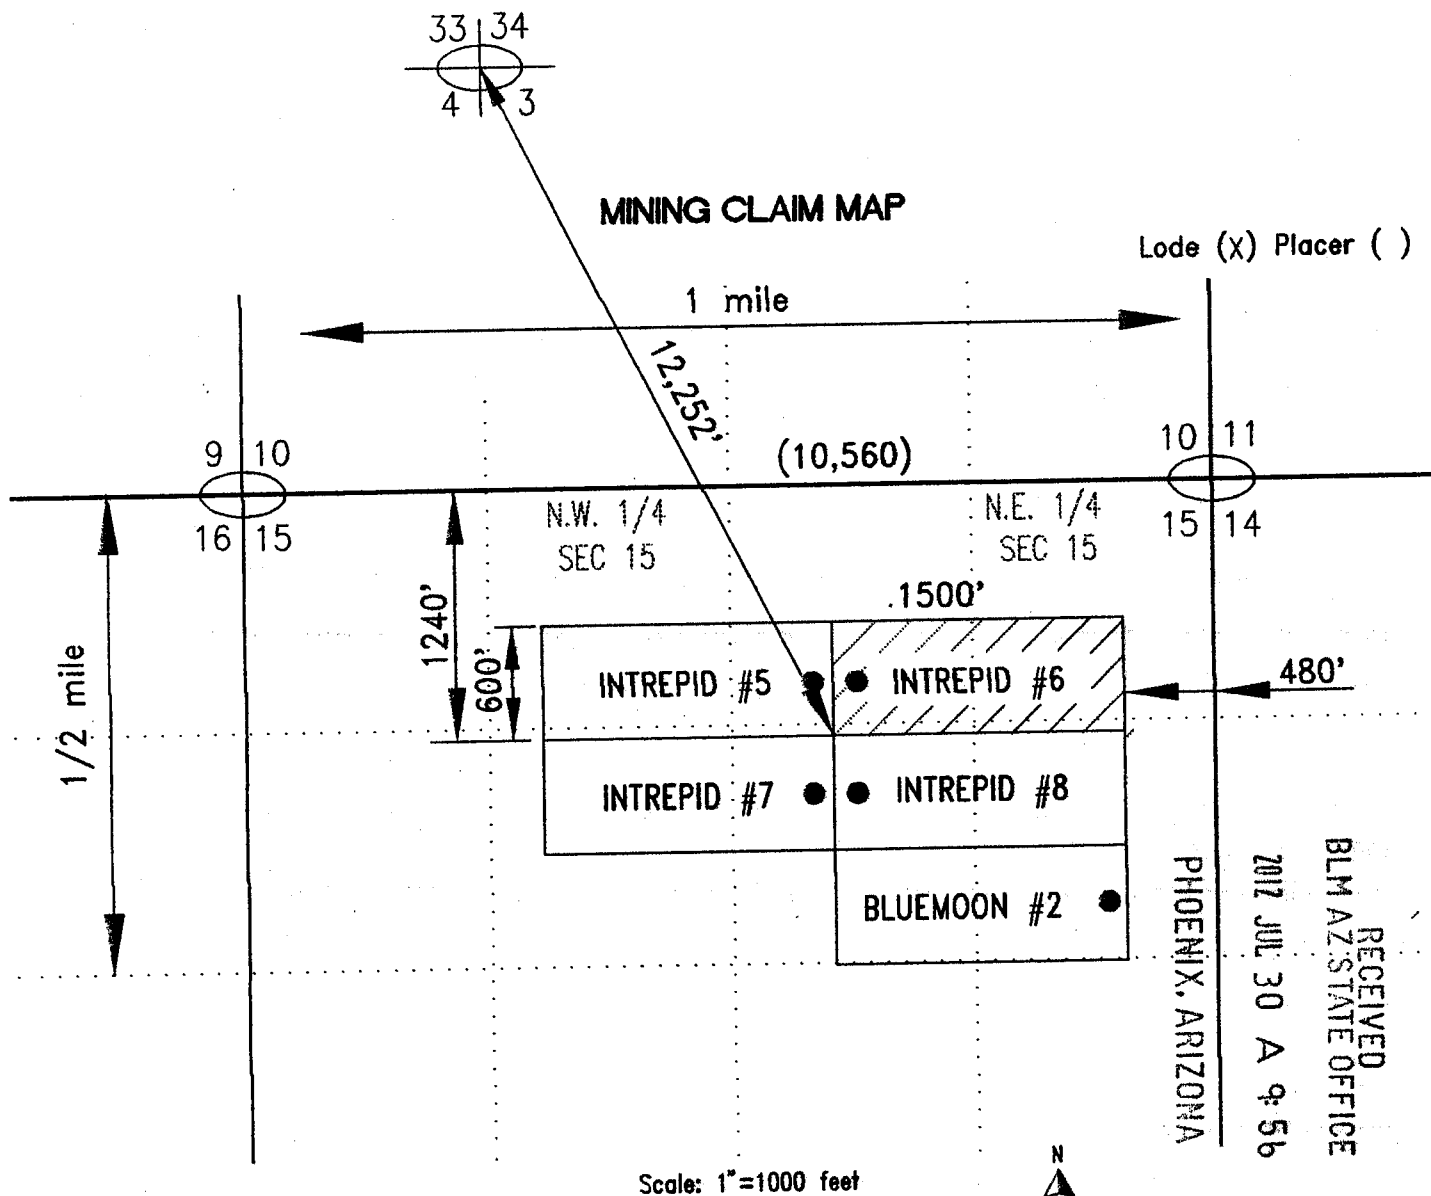 33 34
4 3
MINING CLAIM MAP
Lode (X) Placer ( )
1 mile
12,252'
9 10
(10,560)
10 11
16 15
N.W. 1/4
SEC 15
N.E. 1/4
SEC 15
15 14
1240'
600'
1500'
1/2 mile
INTREPID #5
INTREPID #6
480'
INTREPID #7
INTREPID #8
BLUEMOON #2
RECEIVED
BLM AZ STATE OFFICE
2012 JUL 30 A 9:56
PHOENIX, ARIZONA
N
Scale: 1"=1000 feet